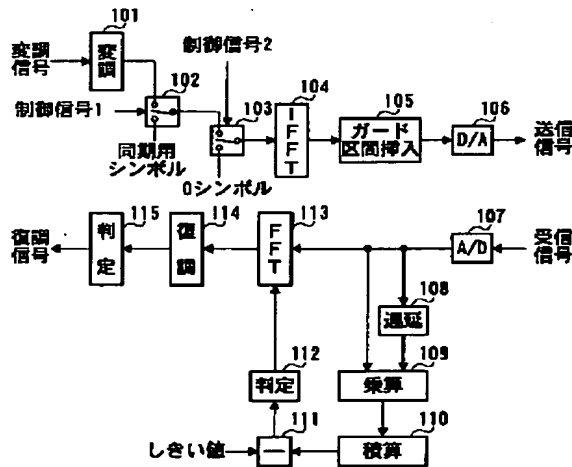 101
変調
信号
変調
102
制御信号1
同期用
シンボル
制御信号2
103
0シンボル
104
IFFT
105
ガード
区間挿入
106
D/A
送信
信号
115
復調
信号
判定
114
復調
113
FFT
107
A/D
受信
信号
108
遅延
109
乗算
110
積算
112
判定
111
しきい値
−